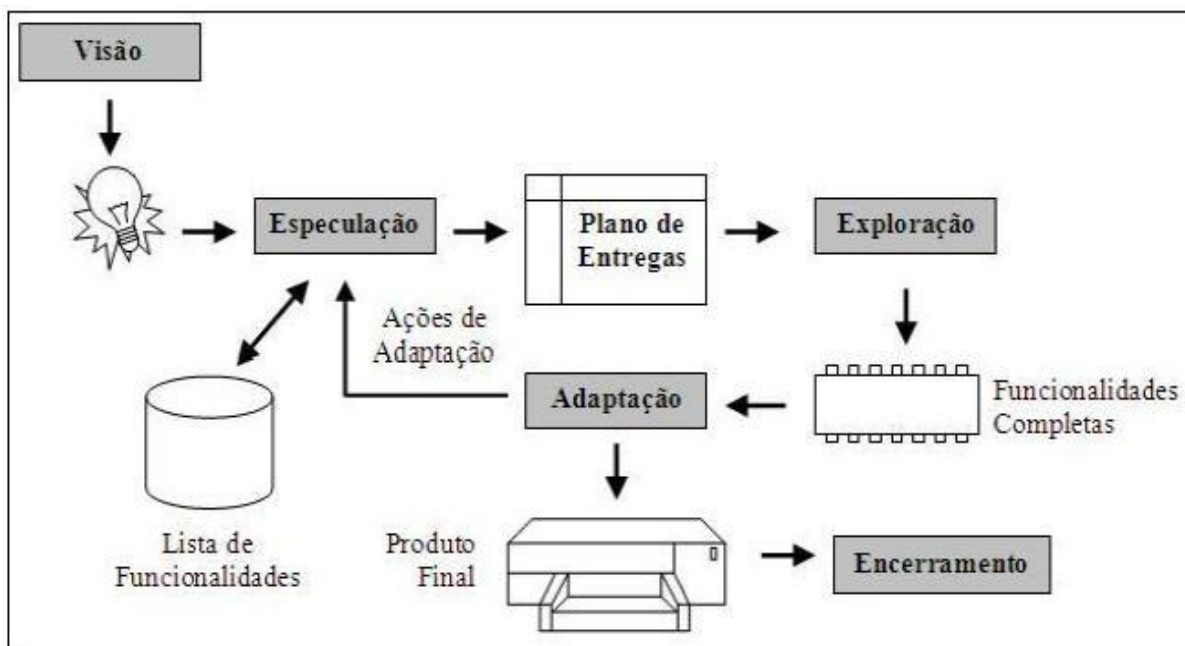 Visão
Especulação
Plano de
Entregas
Exploração
Ações de
Adaptação
Adaptação
Funcionalidades
Completas
Lista de
Funcionalidades
Produto
Final
Encerramento